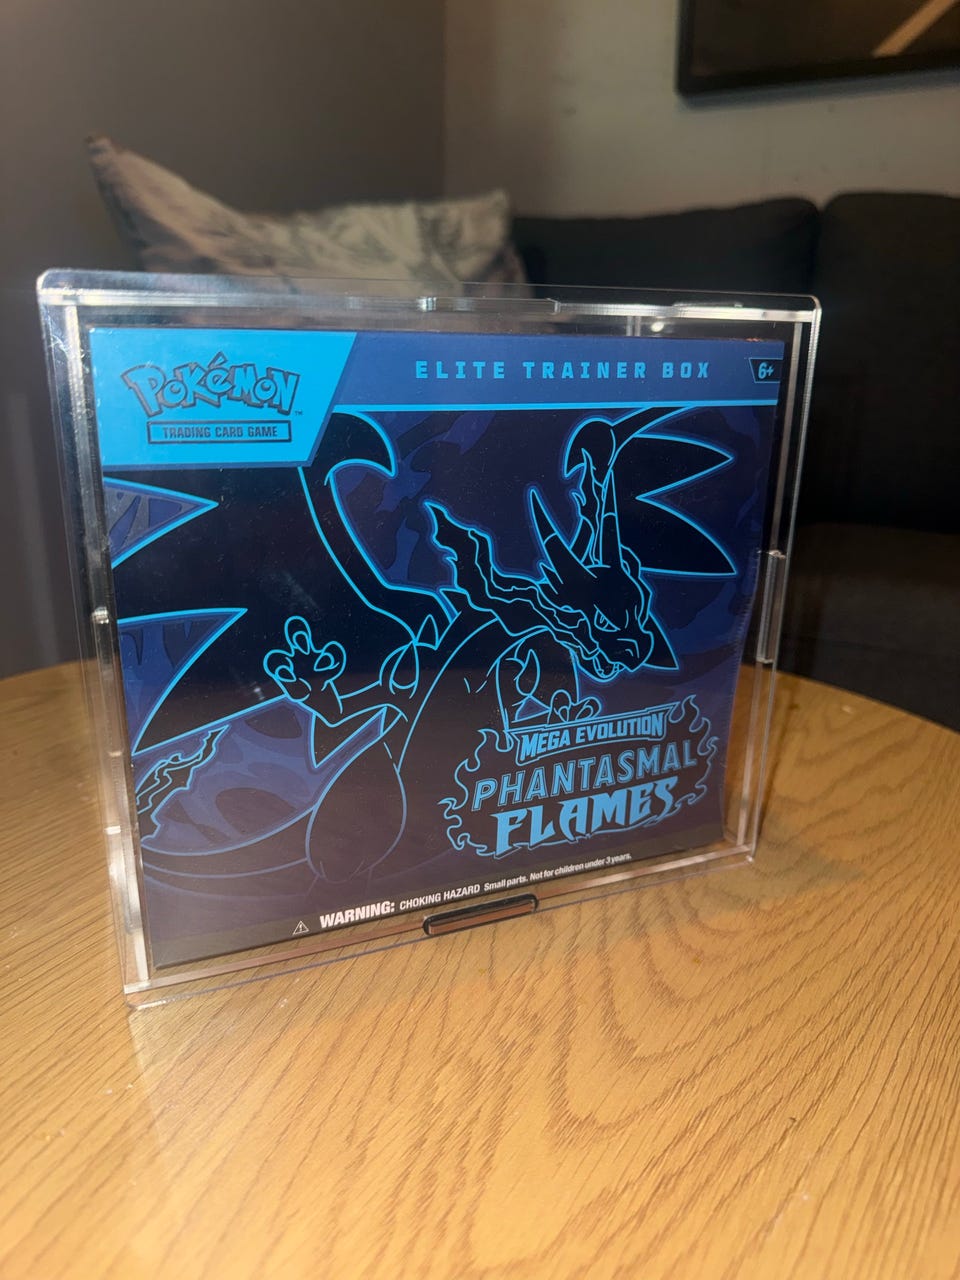 POKéMON™
TRADING CARD GAME
ELITE TRAINER BOX
6+
MEGA EVOLUTION
PHANTASMAL
FLAMES
WARNING: CHOKING HAZARD Small parts. Not for children under 3 years.